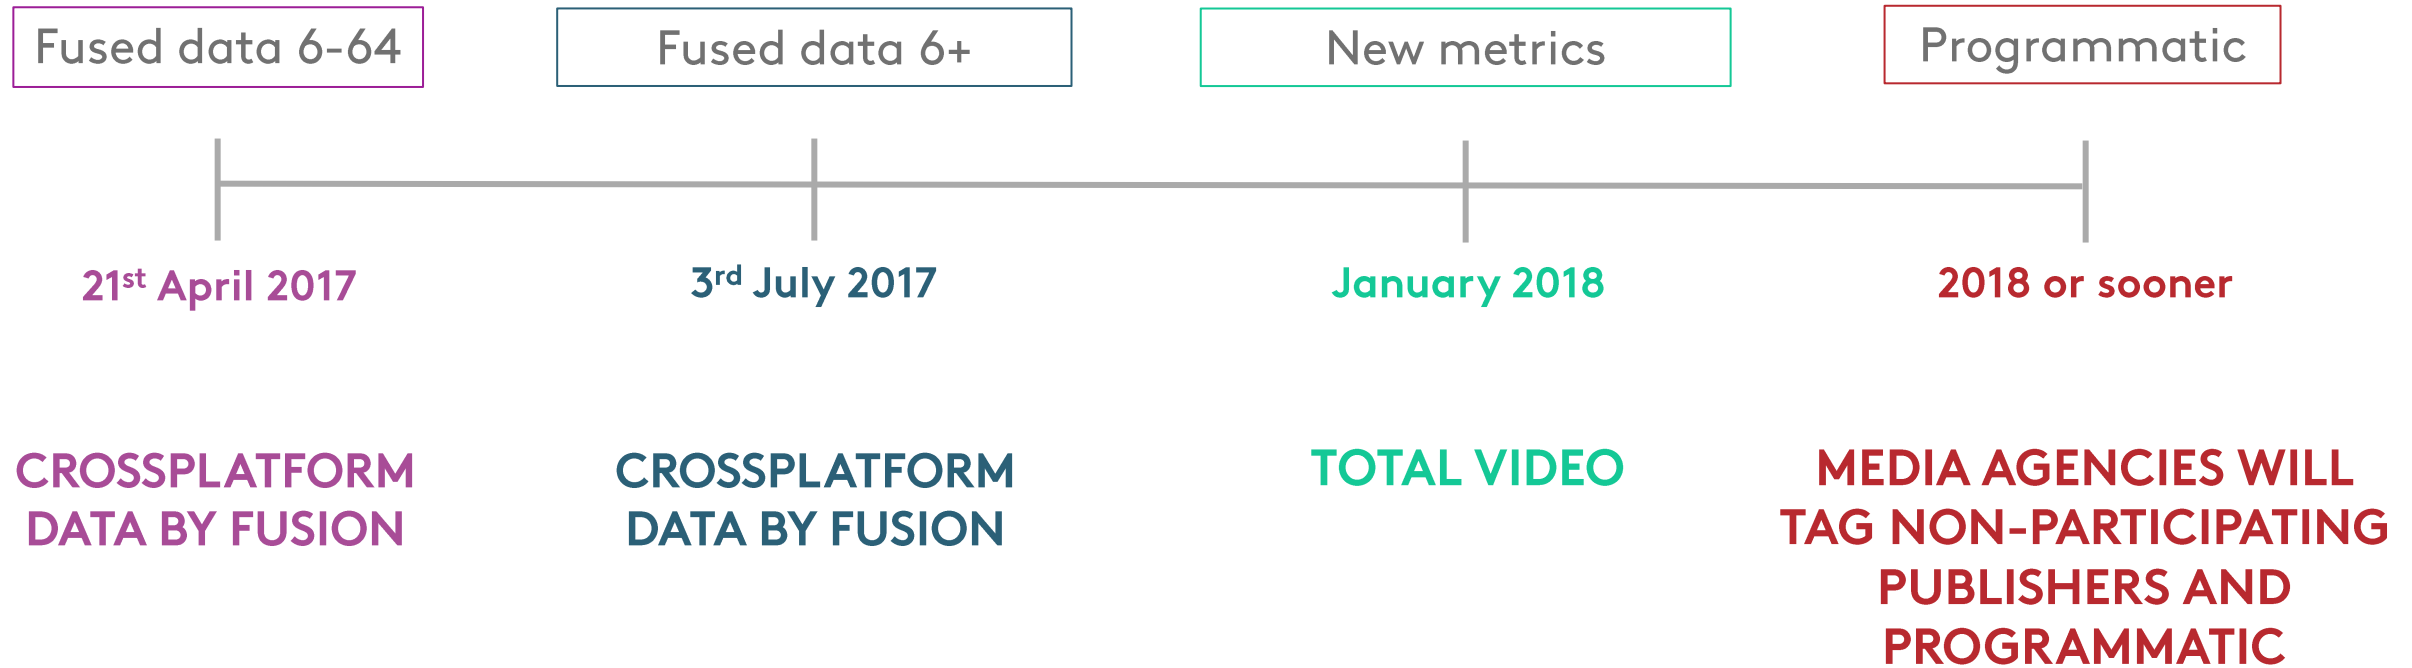 Fused data 6-64
Fused data 6+
New metrics
Programmatic
21st April 2017
3rd July 2017
January 2018
2018 or sooner
CROSSPLATFORM
DATA BY FUSION
CROSSPLATFORM
DATA BY FUSION
TOTAL VIDEO
MEDIA AGENCIES WILL
TAG NON-PARTICIPATING
PUBLISHERS AND
PROGRAMMATIC